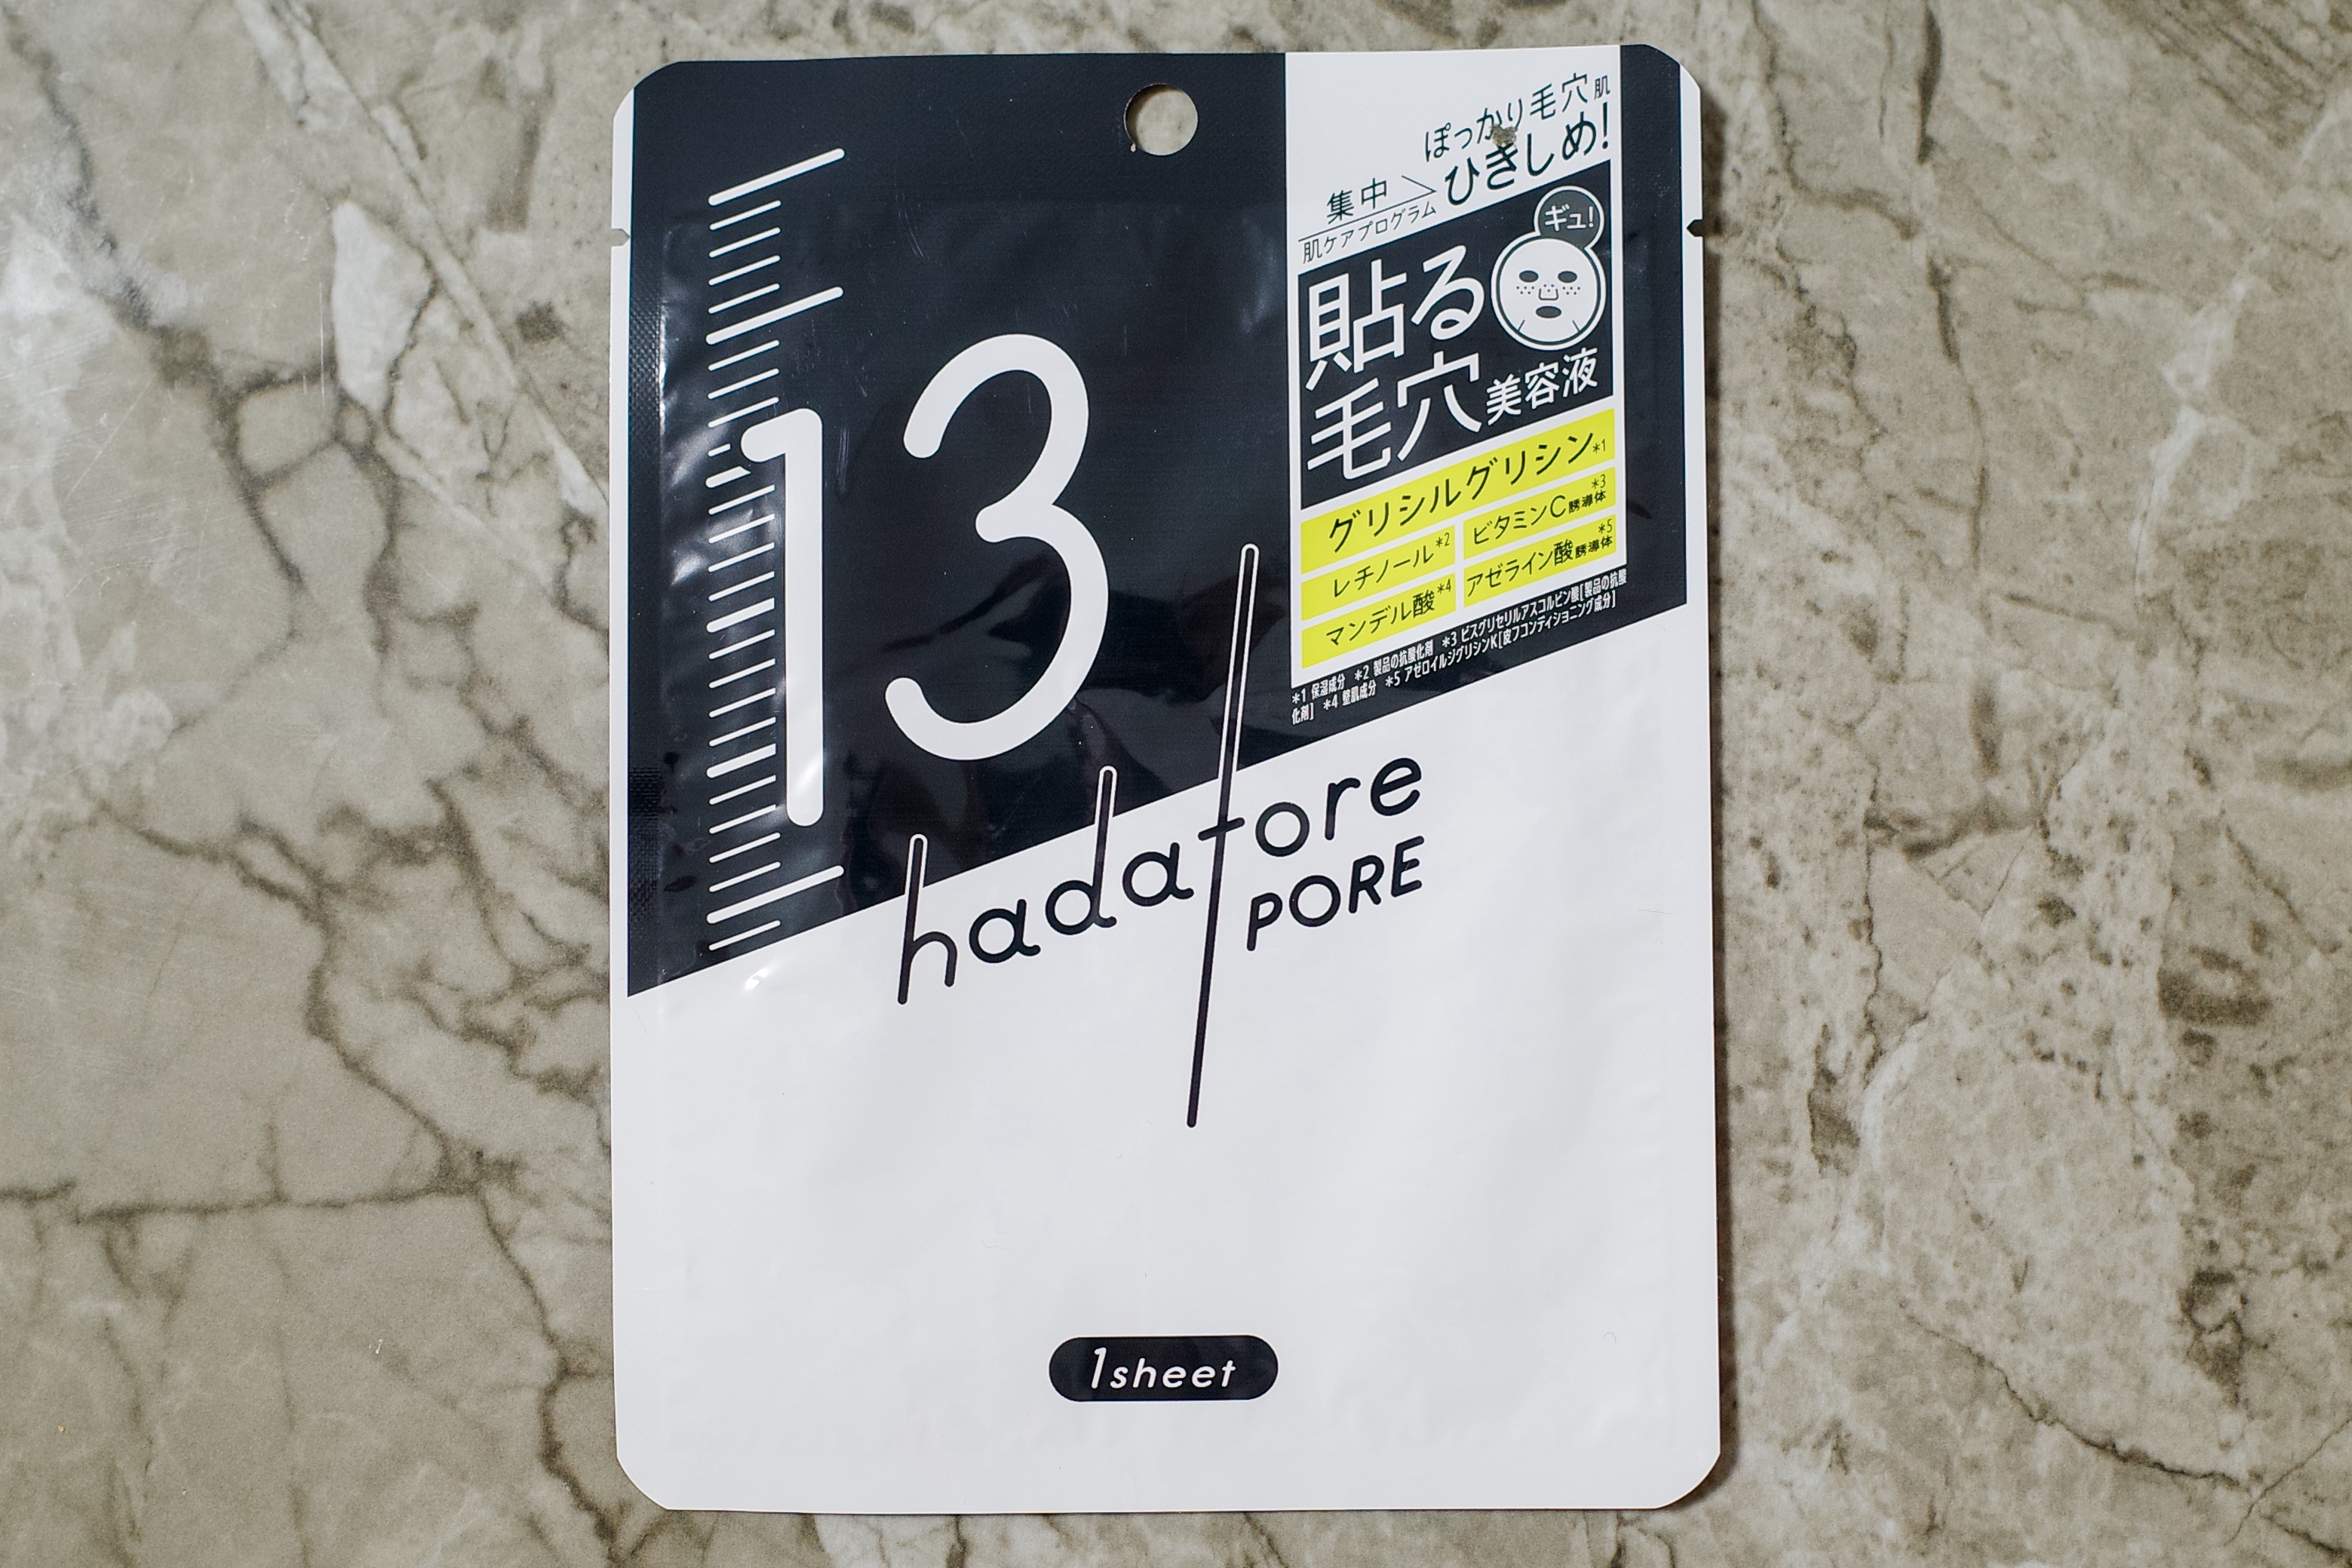 13
hadatore
PORE
ぽっかり毛穴肌
ひきしめ!
集中
肌ケアプログラム
ギュ!
貼る
毛穴美容液
グリシルグリシン*1
レチノール*2
ビタミンC誘導体*3
マンデル酸*4
アゼライン酸誘導体*5
*1 保湿成分 *2 製品の抗酸化剤 *3 ビスグリセリルアスコルビン酸[製品の抗酸
化剤] *4 整肌成分 *5 アゼロイルジグリシンK[皮フコンディショニング成分]
1sheet